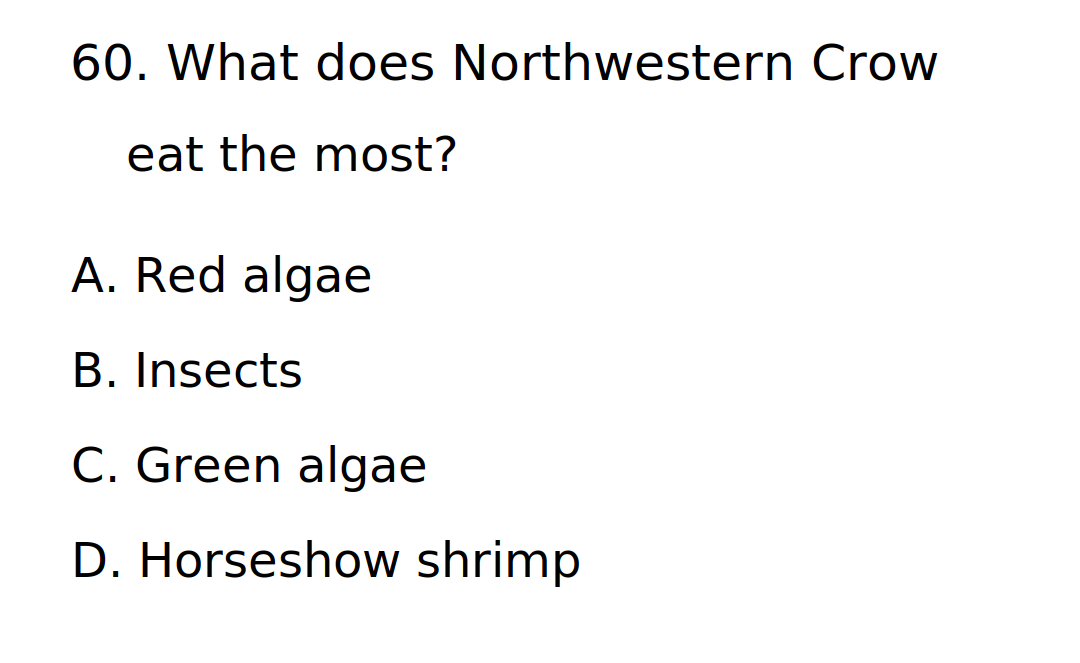 60. What does Northwestern Crow
eat the most?
A. Red algae
B. Insects
C. Green algae
D. Horseshow shrimp